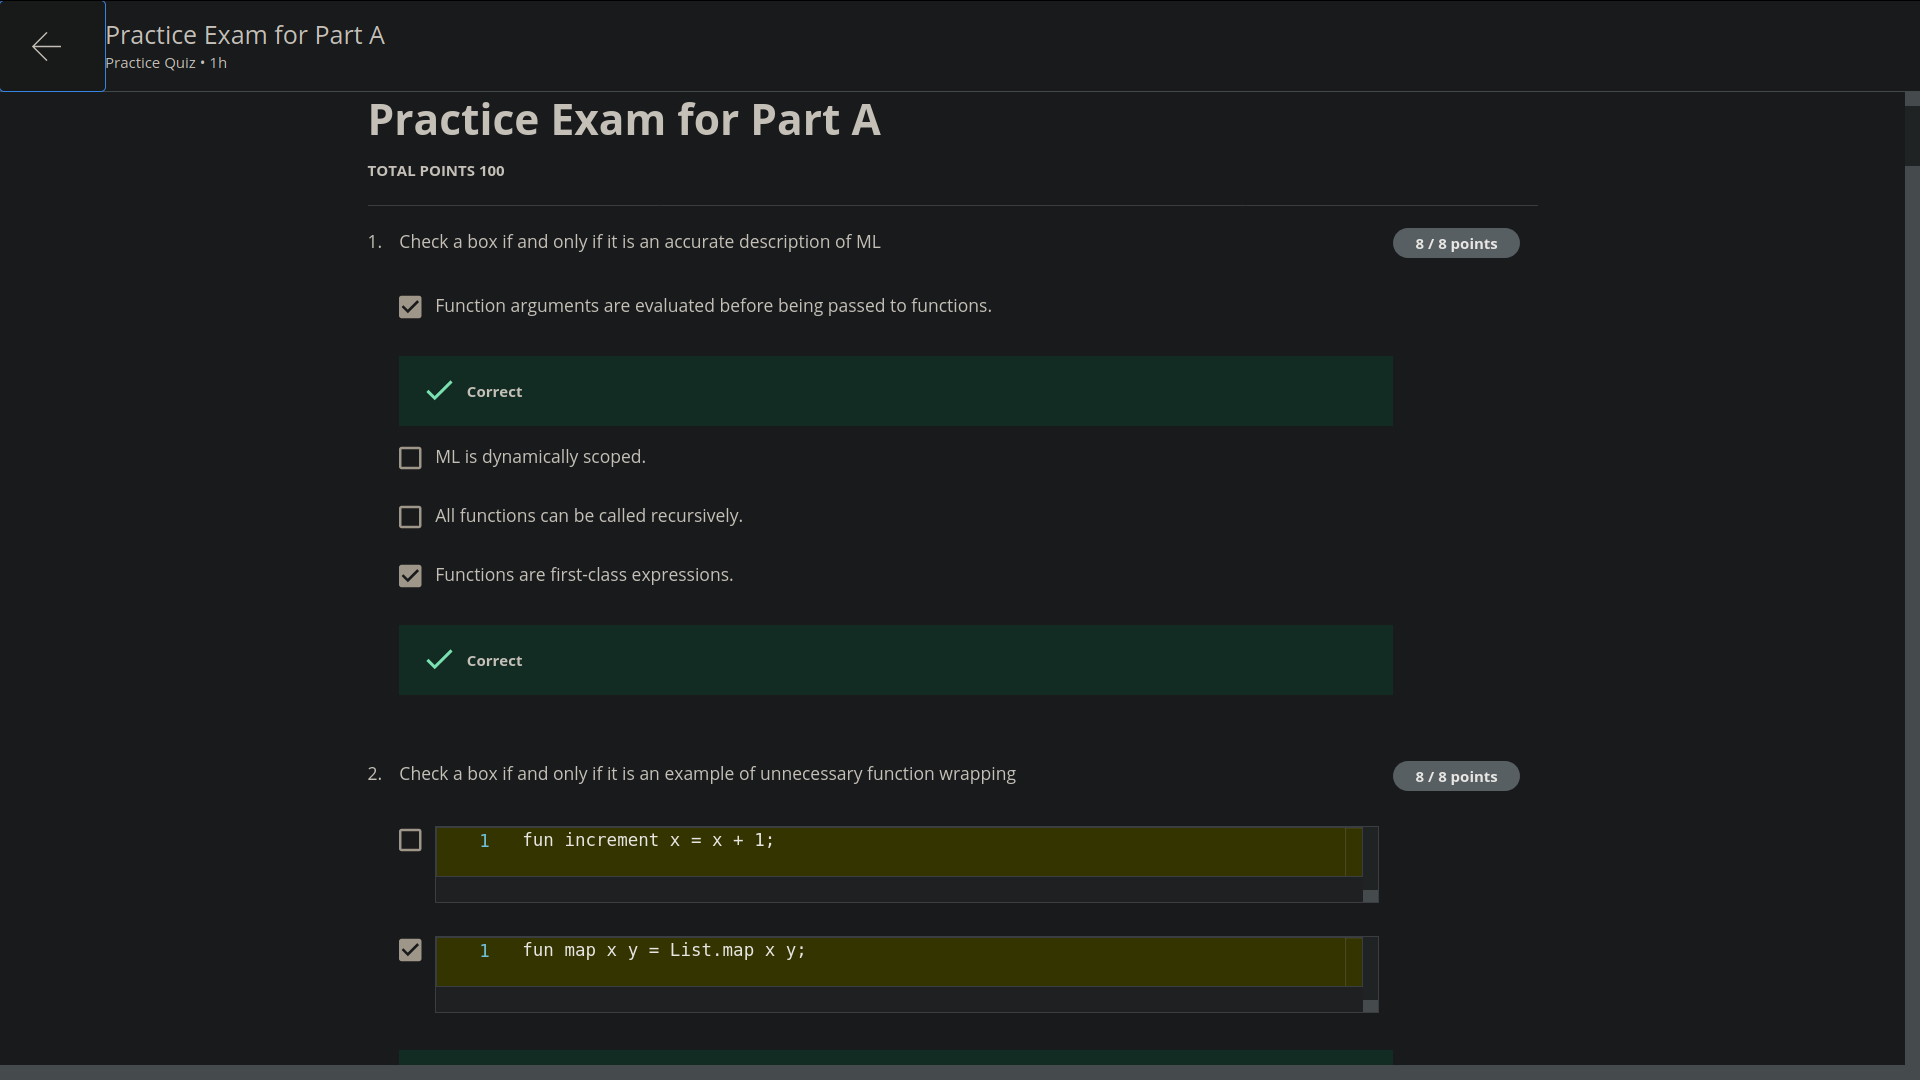 Practice Exam for Part A
Practice Quiz • 1h
Practice Exam for Part A
TOTAL POINTS 100
1. Check a box if and only if it is an accurate description of ML
8 / 8 points
Function arguments are evaluated before being passed to functions.
Correct
ML is dynamically scoped.
All functions can be called recursively.
Functions are first-class expressions.
Correct
2. Check a box if and only if it is an example of unnecessary function wrapping
8 / 8 points
1 fun increment x = x + 1;
1 fun map x y = List.map x y;